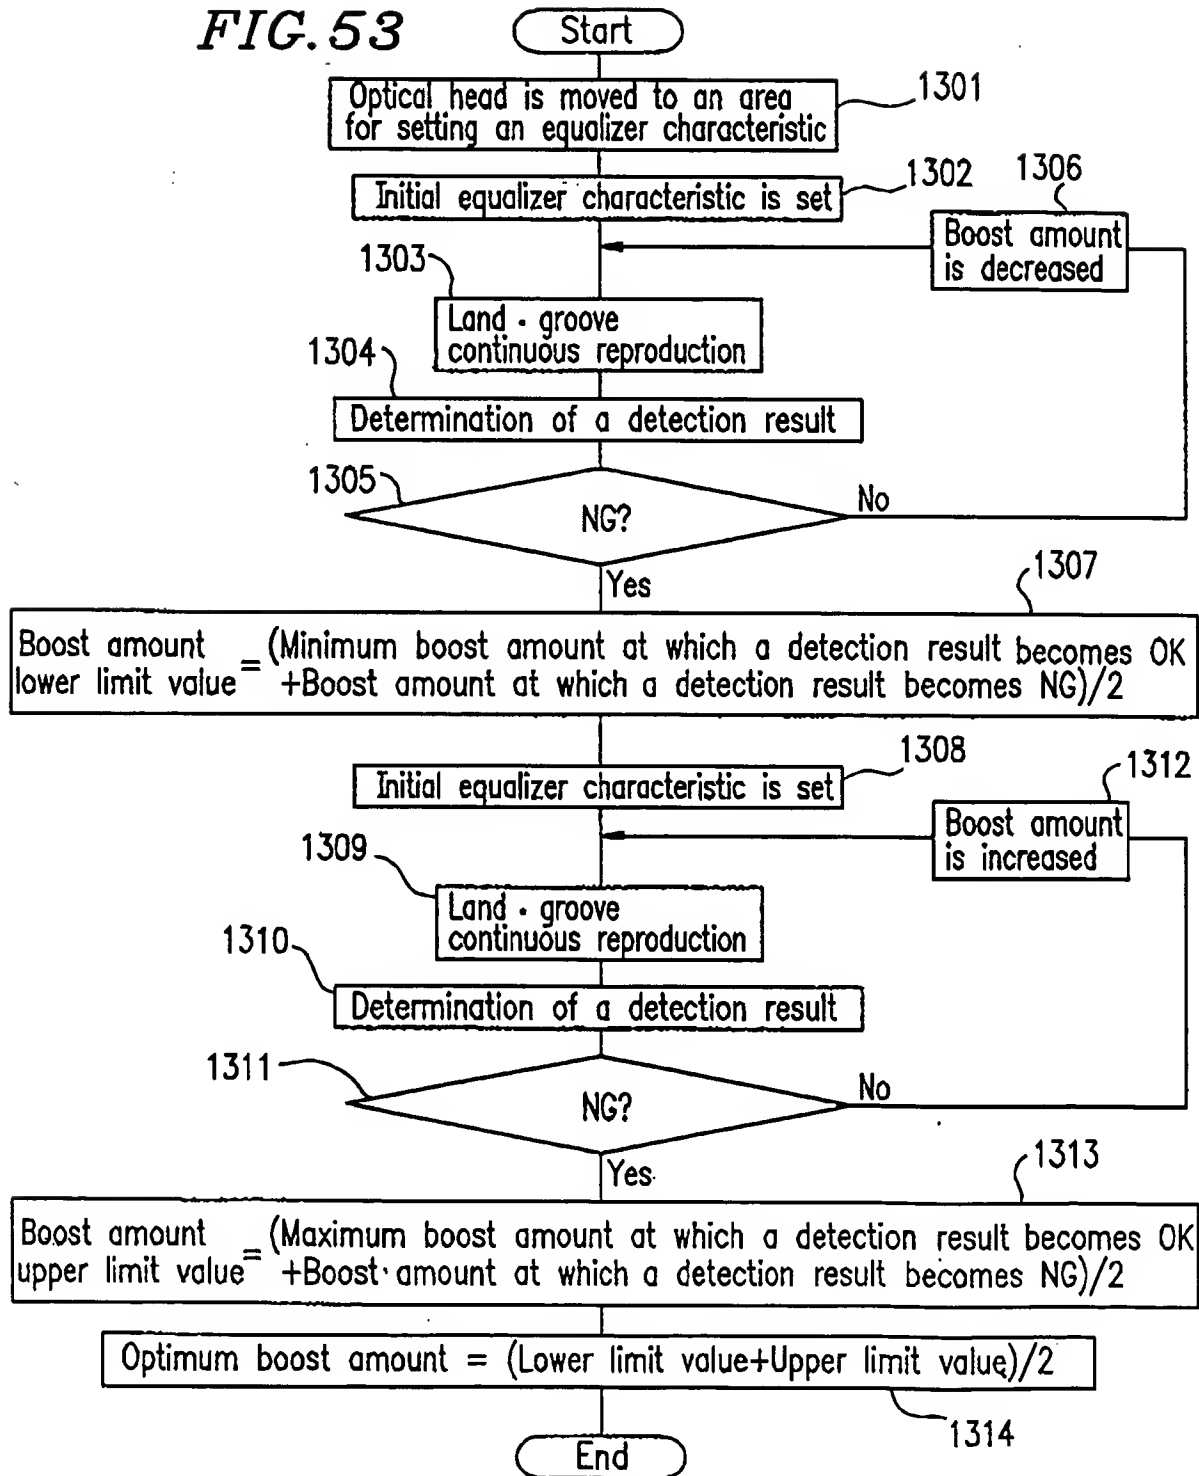 FIG.53
Start
1301
Optical head is moved to an area
for setting an equalizer characteristic
1302
Initial equalizer characteristic is set
1306
Boost amount
is decreased
1303
Land · groove
continuous reproduction
1304
Determination of a detection result
1305
NG?
No
Yes
1307
Boost amount
lower limit value
=
(Minimum boost amount at which a detection result becomes OK
+Boost amount at which a detection result becomes NG)/2
1308
Initial equalizer characteristic is set
1312
Boost amount
is increased
1309
Land · groove
continuous reproduction
1310
Determination of a detection result
1311
NG?
No
Yes
1313
Boost amount
upper limit value
=
(Maximum boost amount at which a detection result becomes OK
+Boost amount at which a detection result becomes NG)/2
Optimum boost amount = (Lower limit value+Upper limit value)/2
1314
End